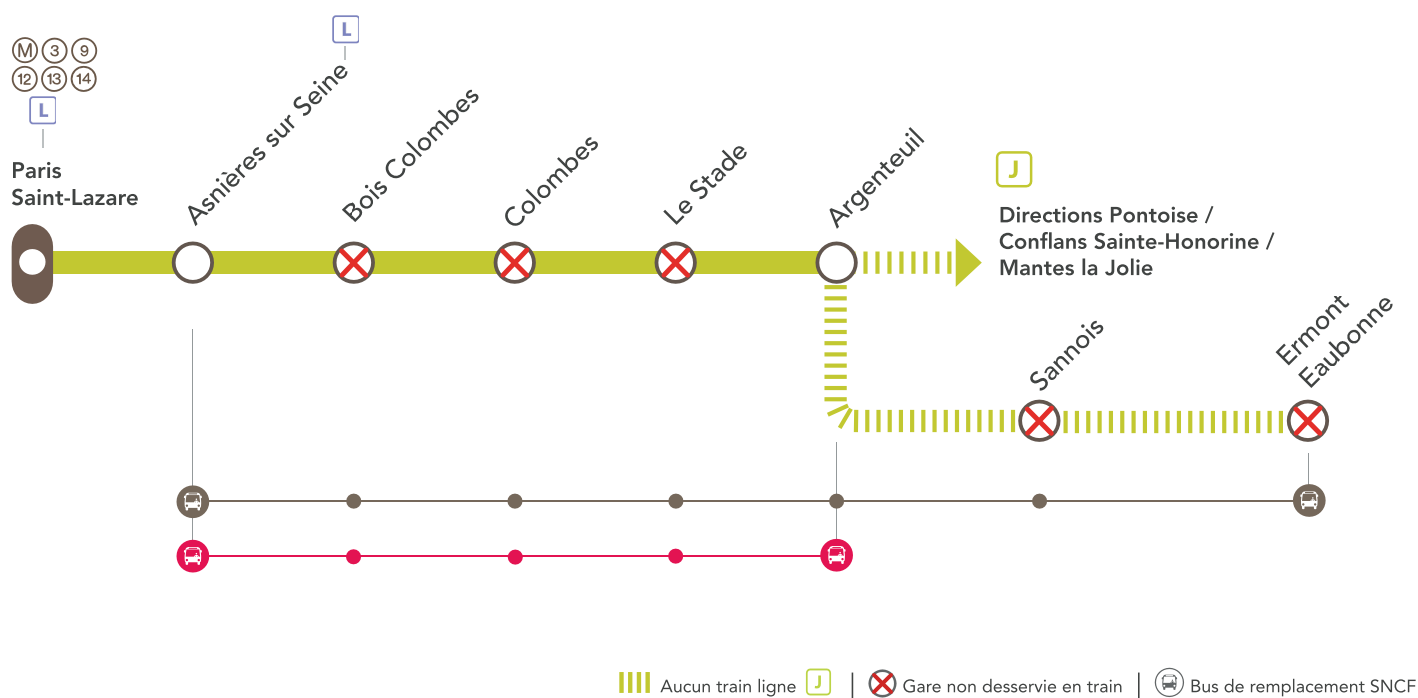 L
M 3 9
12 13 14
L
Paris
Saint-Lazare
Asnières sur Seine
Bois Colombes
Colombes
Le Stade
Argenteuil
J
Directions Pontoise /
Conflans Sainte-Honorine /
Mantes la Jolie
Sannois
Ermont
Eaubonne
Aucun train ligne J | Gare non desservie en train | Bus de remplacement SNCF